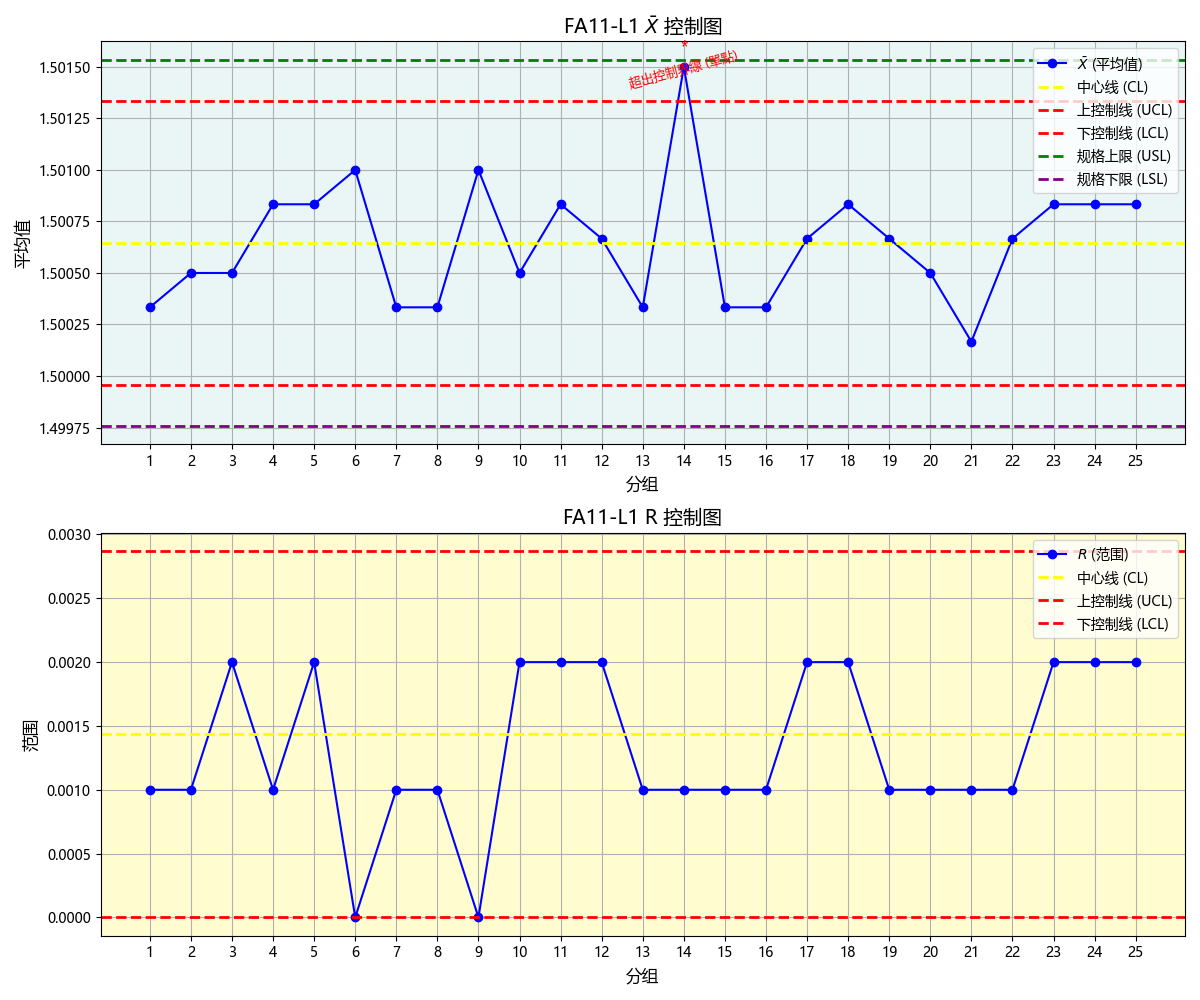 FA11-L1 X̄ 控制图
*
超出控制界線 (單點)
X̄ (平均值)
中心线 (CL)
上控制线 (UCL)
下控制线 (LCL)
规格上限 (USL)
规格下限 (LSL)
平均值
1.50150
1.50125
1.50100
1.50075
1.50050
1.50025
1.50000
1.49975
1 2 3 4 5 6 7 8 9 10 11 12 13 14 15 16 17 18 19 20 21 22 23 24 25
分组
FA11-L1 R 控制图
R (范围)
中心线 (CL)
上控制线 (UCL)
下控制线 (LCL)
范围
0.0030
0.0025
0.0020
0.0015
0.0010
0.0005
0.0000
1 2 3 4 5 6 7 8 9 10 11 12 13 14 15 16 17 18 19 20 21 22 23 24 25
分组